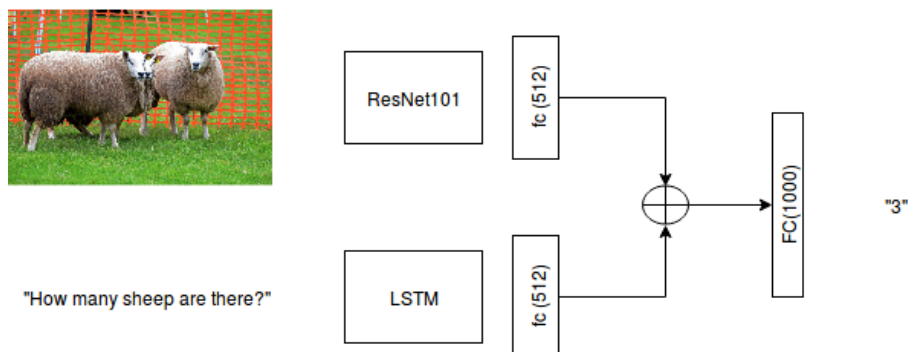 ResNet101
fc (512)
FC(1000)
"3"
"How many sheep are there?"
LSTM
fc (512)